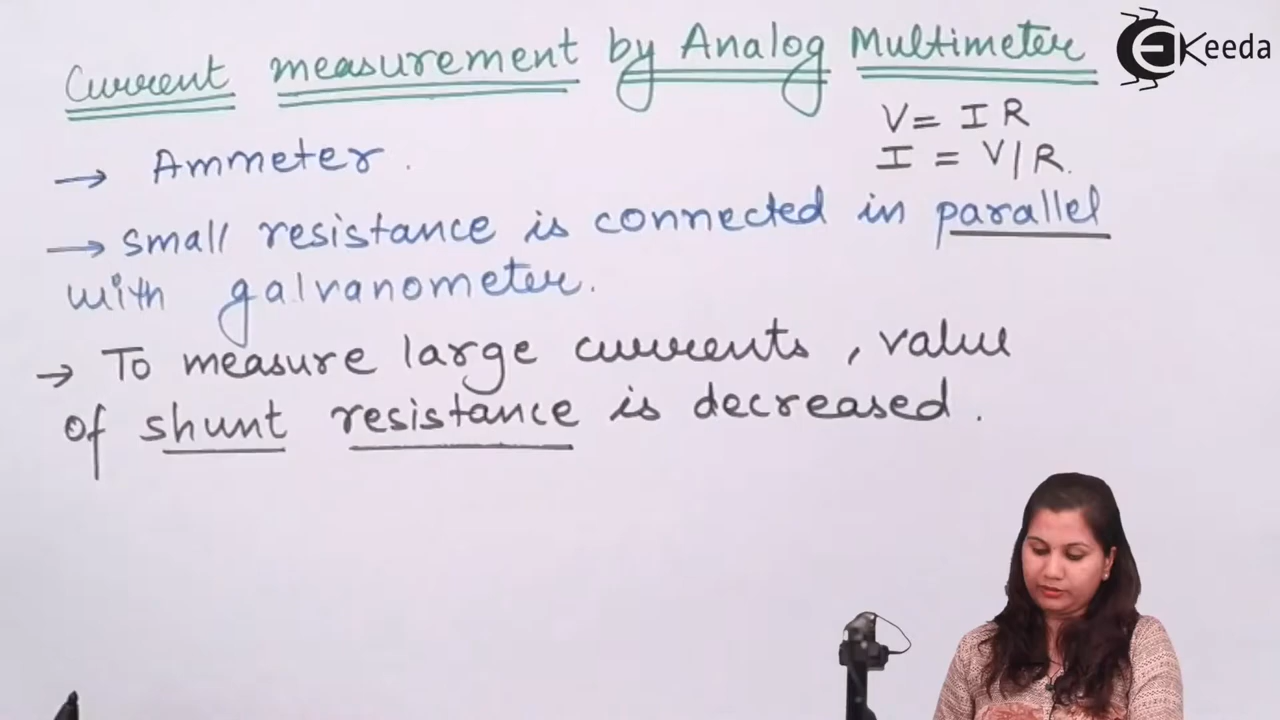 Current measurement by Analog Multimeter
EKeeda
V = I R
I = V/R.
→ Ammeter.
→ small resistance is connected in parallel
with galvanometer.
→ To measure large currents, value
of shunt resistance is decreased.